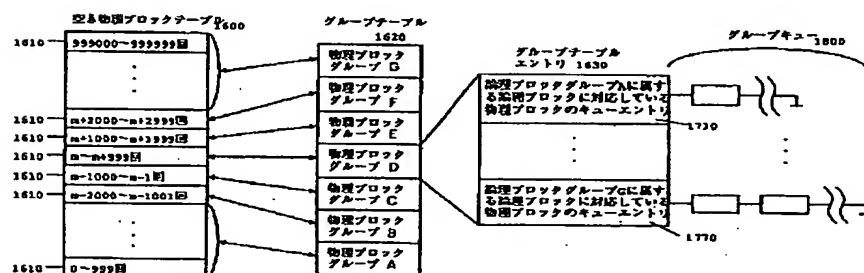 空き物理ブロックテーブル
1600
1610
999000~999999回
1610
m+2000~m+2999回
1610
m+1000~m+1999回
1610
m~m+999回
1610
m-1000~m-1回
1610
m-2000~m-1001回
1610
0~999回
グループテーブル
1620
物理ブロック
グループ G
物理ブロック
グループ F
物理ブロック
グループ E
物理ブロック
グループ D
物理ブロック
グループ C
物理ブロック
グループ B
物理ブロック
グループ A
グループテーブル
エントリ 1630
論理ブロックグループAに属す
る論理ブロックに対応している
物理ブロックのキューエントリ
1710
論理ブロックグループGに属す
る論理ブロックに対応している
物理ブロックのキューエントリ
1770
グループキュー
1800